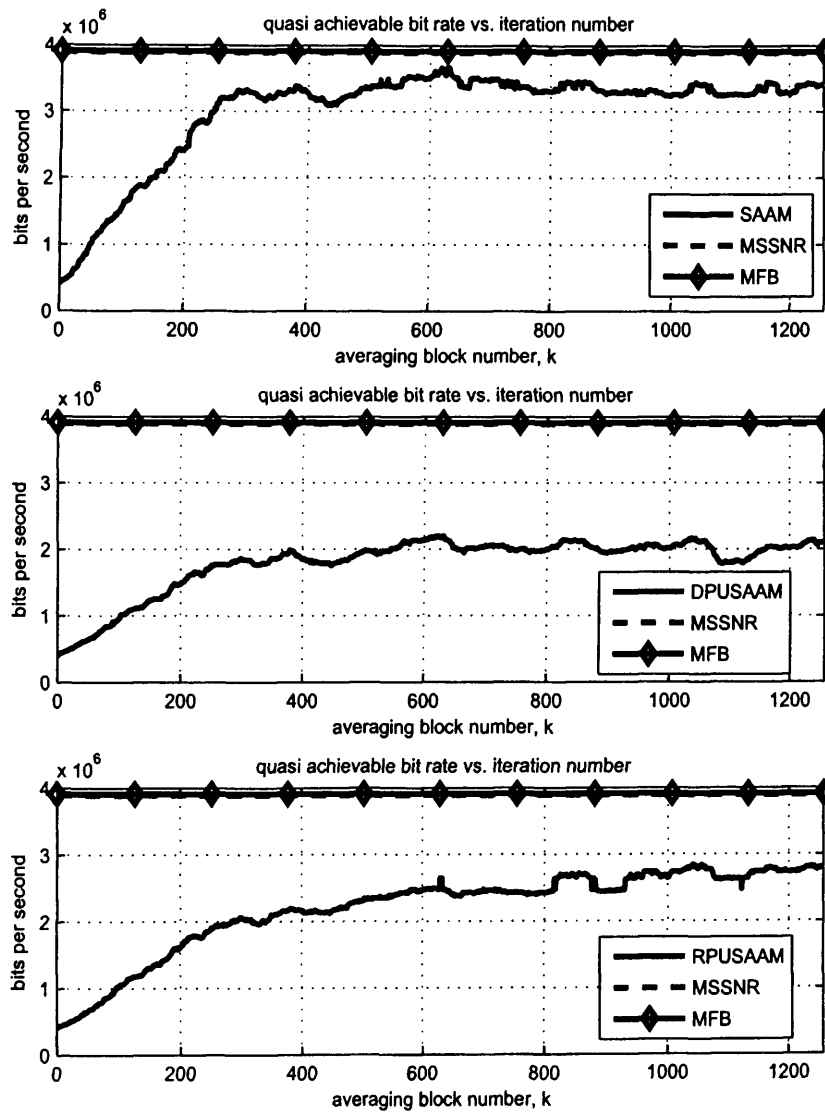 quasi achievable bit rate vs. iteration number
x 10^6
4
3
2
1
0
bits per second
0 200 400 600 800 1000 1200
averaging block number, k
SAAM
MSSNR
MFB
quasi achievable bit rate vs. iteration number
x 10^6
4
3
2
1
0
bits per second
0 200 400 600 800 1000 1200
averaging block number, k
DPUSAAM
MSSNR
MFB
quasi achievable bit rate vs. iteration number
x 10^6
4
3
2
1
0
bits per second
0 200 400 600 800 1000 1200
averaging block number, k
RPUSAAM
MSSNR
MFB